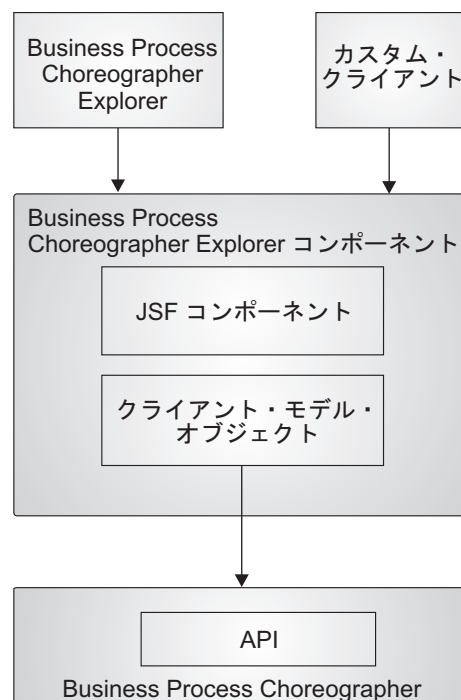 Business Process
Choreographer
Explorer
カスタム・
クライアント
Business Process
Choreographer Explorer コンポーネント
JSF コンポーネント
クライアント・モデル・
オブジェクト
API
Business Process Choreographer